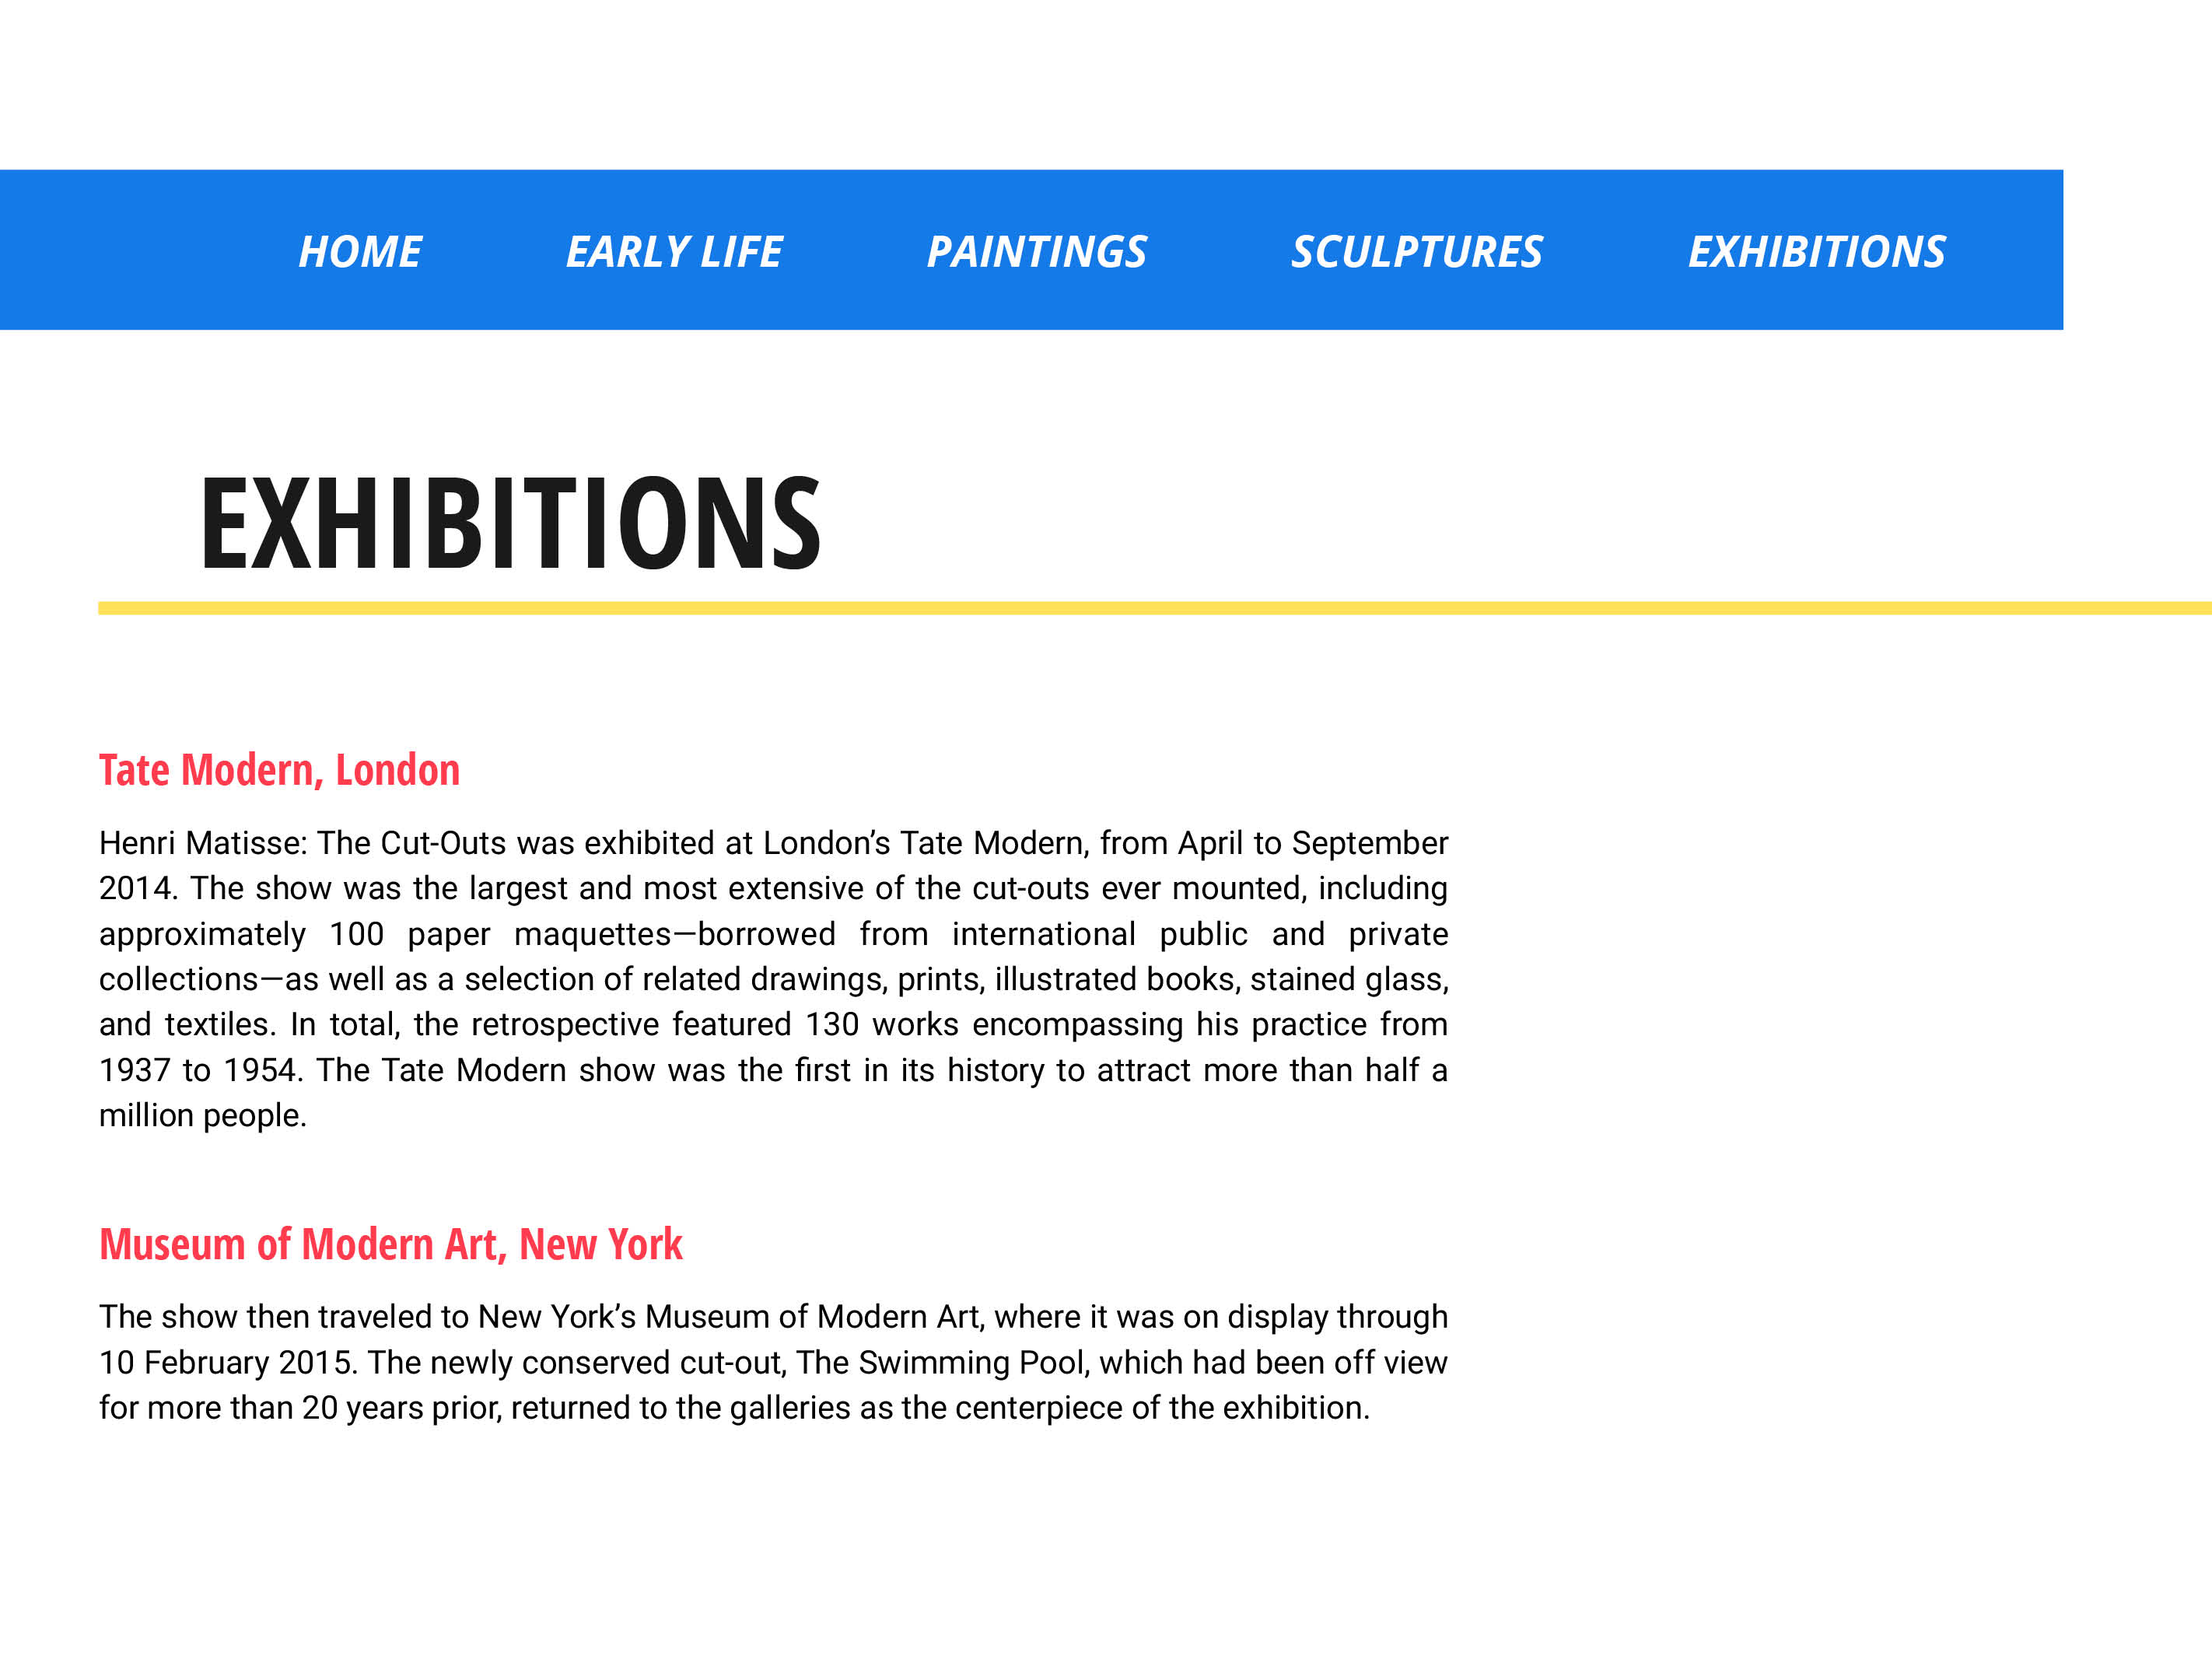 HOME EARLY LIFE PAINTINGS SCULPTURES EXHIBITIONS
EXHIBITIONS
Tate Modern, London
Henri Matisse: The Cut-Outs was exhibited at London’s Tate Modern, from April to September
2014. The show was the largest and most extensive of the cut-outs ever mounted, including
approximately 100 paper maquettes—borrowed from international public and private
collections—as well as a selection of related drawings, prints, illustrated books, stained glass,
and textiles. In total, the retrospective featured 130 works encompassing his practice from
1937 to 1954. The Tate Modern show was the first in its history to attract more than half a
million people.
Museum of Modern Art, New York
The show then traveled to New York’s Museum of Modern Art, where it was on display through
10 February 2015. The newly conserved cut-out, The Swimming Pool, which had been off view
for more than 20 years prior, returned to the galleries as the centerpiece of the exhibition.